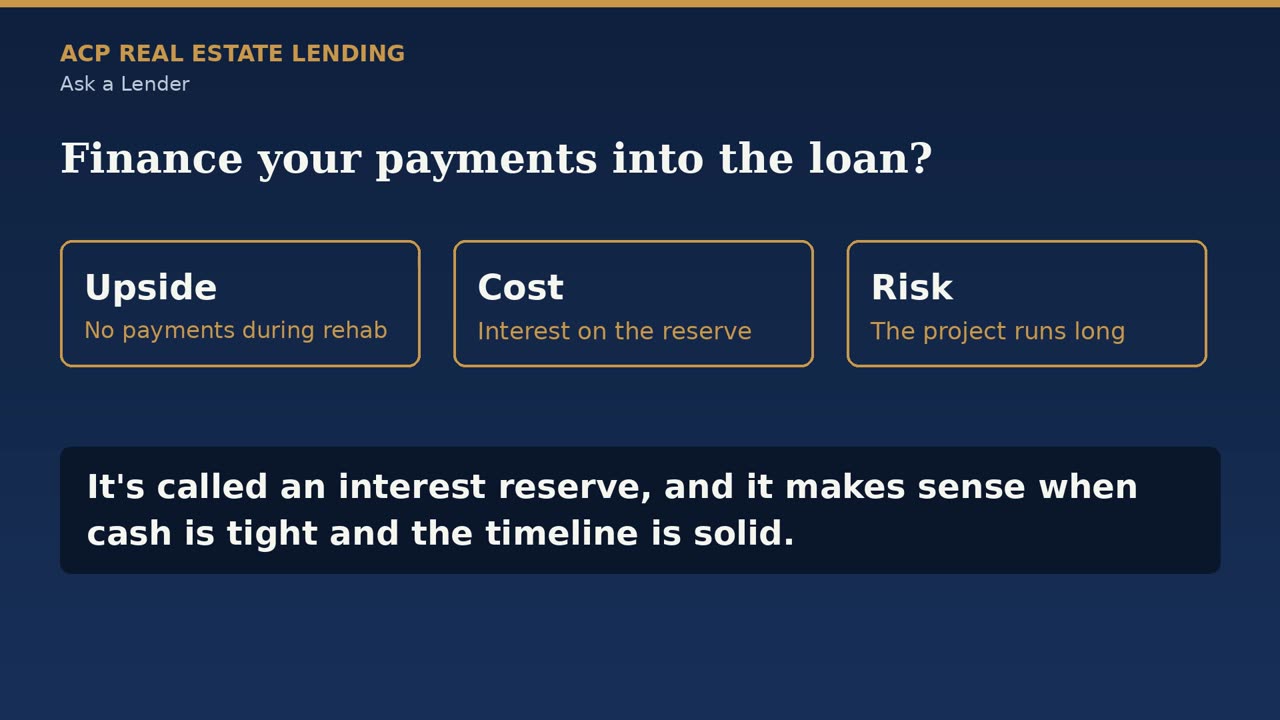 ACP REAL ESTATE LENDING
Ask a Lender
Finance your payments into the loan?
Upside
No payments during rehab
Cost
Interest on the reserve
Risk
The project runs long
It's called an interest reserve, and it makes sense when
cash is tight and the timeline is solid.